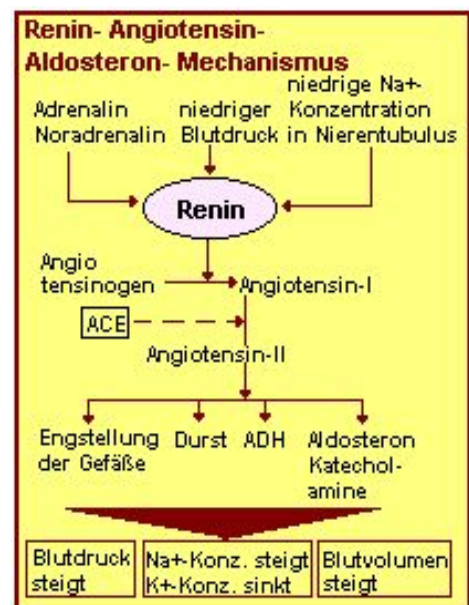 Renin- Angiotensin-
Aldosteron- Mechanismus
Adrenalin
Noradrenalin
niedriger
Blutdruck
niedrige Na+-
Konzentration
in Nierentubulus
Renin
Angio
tensinogen
Angiotensin-I
ACE
Angiotensin-II
Engstellung
der Gefäße
Durst
ADH
Aldosteron
Katechol-
amine
Blutdruck
steigt
Na+-Konz. steigt
K+-Konz. sinkt
Blutvolumen
steigt